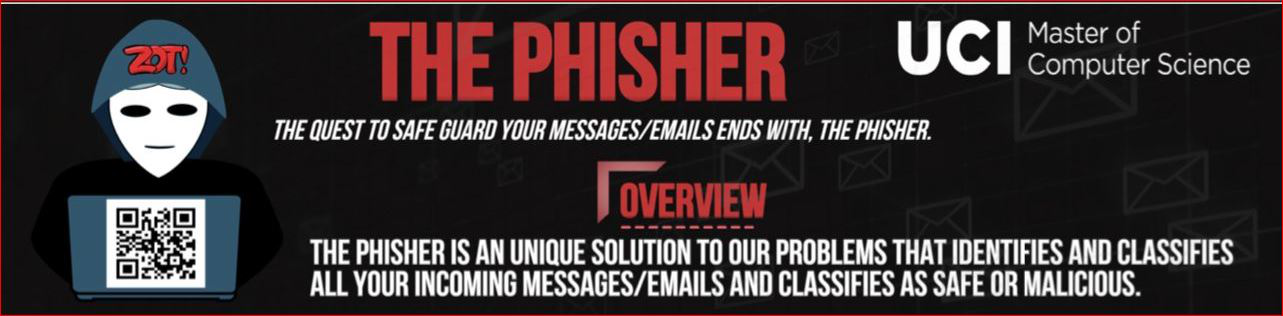 ZOT!
THE PHISHER
UCI
Master of
Computer Science
THE QUEST TO SAFE GUARD YOUR MESSAGES/EMAILS ENDS WITH, THE PHISHER.
OVERVIEW
THE PHISHER IS AN UNIQUE SOLUTION TO OUR PROBLEMS THAT IDENTIFIES AND CLASSIFIES
ALL YOUR INCOMING MESSAGES/EMAILS AND CLASSIFIES AS SAFE OR MALICIOUS.